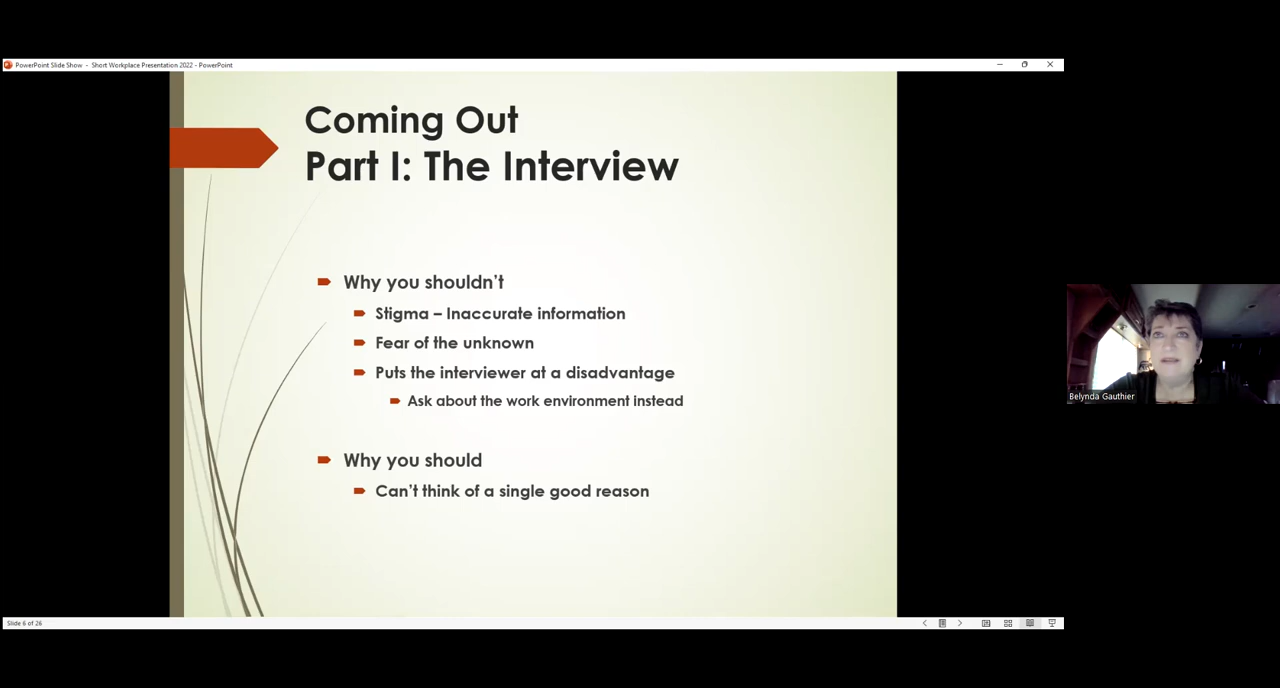 PowerPoint Slide Show - Short Workplace Presentation 2022 - PowerPoint
Coming Out
Part I: The Interview
Why you shouldn't
Stigma – Inaccurate information
Fear of the unknown
Puts the interviewer at a disadvantage
Ask about the work environment instead
Why you should
Can't think of a single good reason
Belynda Gauthier
Slide 6 of 26